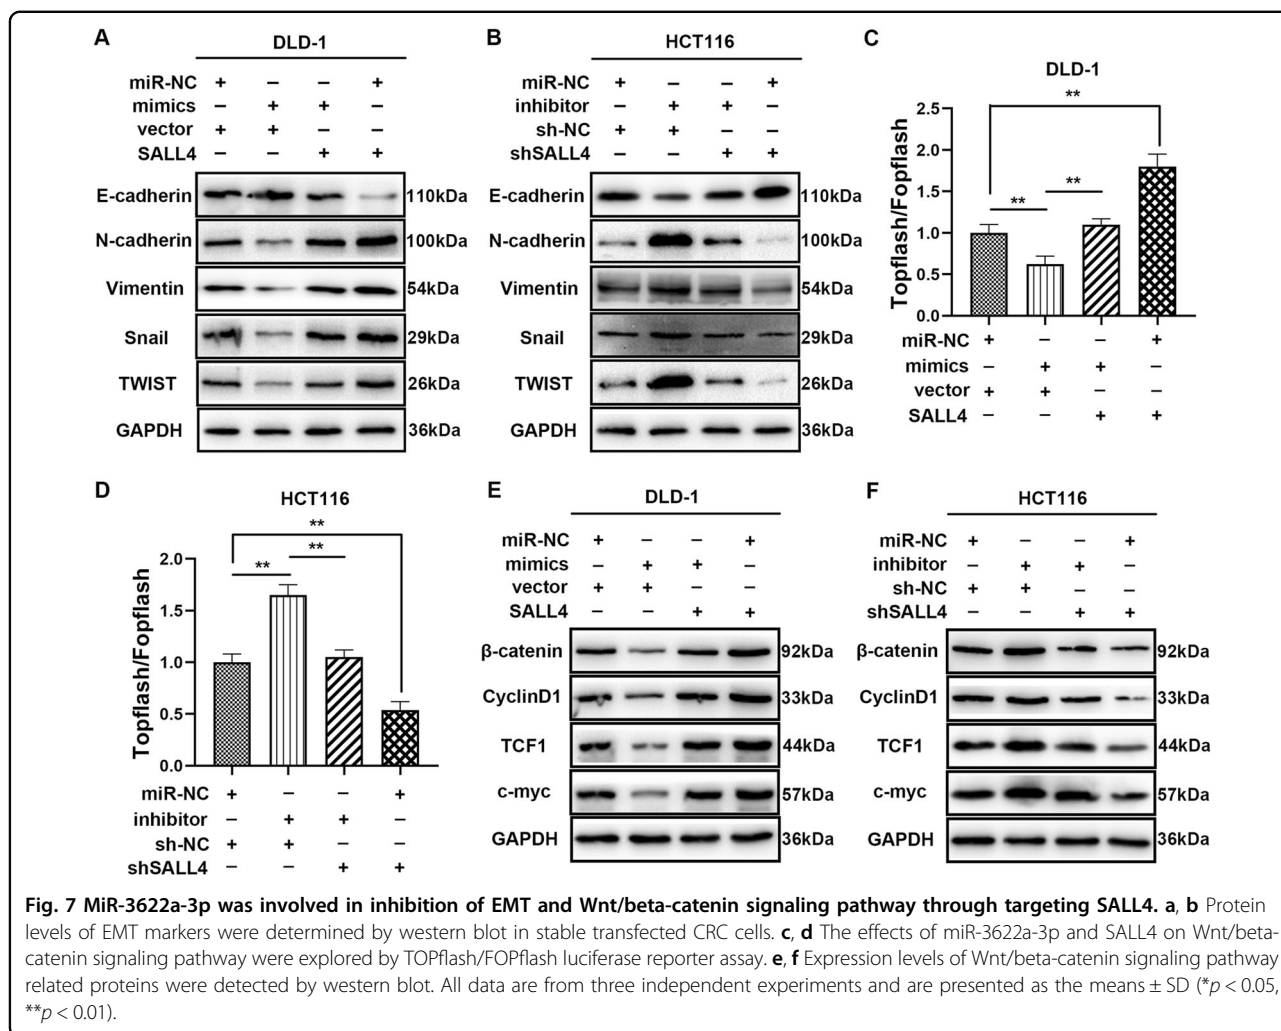 A
DLD-1
miR-NC + − − +
mimics − + + −
vector + + − −
SALL4 − − + +
E-cadherin 110kDa
N-cadherin 100kDa
Vimentin 54kDa
Snail 29kDa
TWIST 26kDa
GAPDH 36kDa
B
HCT116
miR-NC + − − +
inhibitor − + + −
sh-NC + + − −
shSALL4 − − + +
E-cadherin 110kDa
N-cadherin 100kDa
Vimentin 54kDa
Snail 29kDa
TWIST 26kDa
GAPDH 36kDa
C
DLD-1
Topflash/Fopflash
2.5
2.0
1.5
1.0
0.5
0.0
**
**
**
miR-NC + − − +
mimics − + + −
vector + + − −
SALL4 − − + +
D
HCT116
Topflash/Fopflash
2.0
1.5
1.0
0.5
0.0
**
**
**
miR-NC + − − +
inhibitor − + + −
sh-NC + + − −
shSALL4 − − + +
E
DLD-1
miR-NC + − − +
mimics − + + −
vector + + − −
SALL4 − − + +
β-catenin 92kDa
CyclinD1 33kDa
TCF1 44kDa
c-myc 57kDa
GAPDH 36kDa
F
HCT116
miR-NC + − − +
inhibitor − + + −
sh-NC + + − −
shSALL4 − − + +
β-catenin 92kDa
CyclinD1 33kDa
TCF1 44kDa
c-myc 57kDa
GAPDH 36kDa
Fig. 7 MiR-3622a-3p was involved in inhibition of EMT and Wnt/beta-catenin signaling pathway through targeting SALL4. a, b Protein
levels of EMT markers were determined by western blot in stable transfected CRC cells. c, d The effects of miR-3622a-3p and SALL4 on Wnt/beta-
catenin signaling pathway were explored by TOPflash/FOPflash luciferase reporter assay. e, f Expression levels of Wnt/beta-catenin signaling pathway
related proteins were detected by western blot. All data are from three independent experiments and are presented as the means ± SD (*p < 0.05,
**p < 0.01).